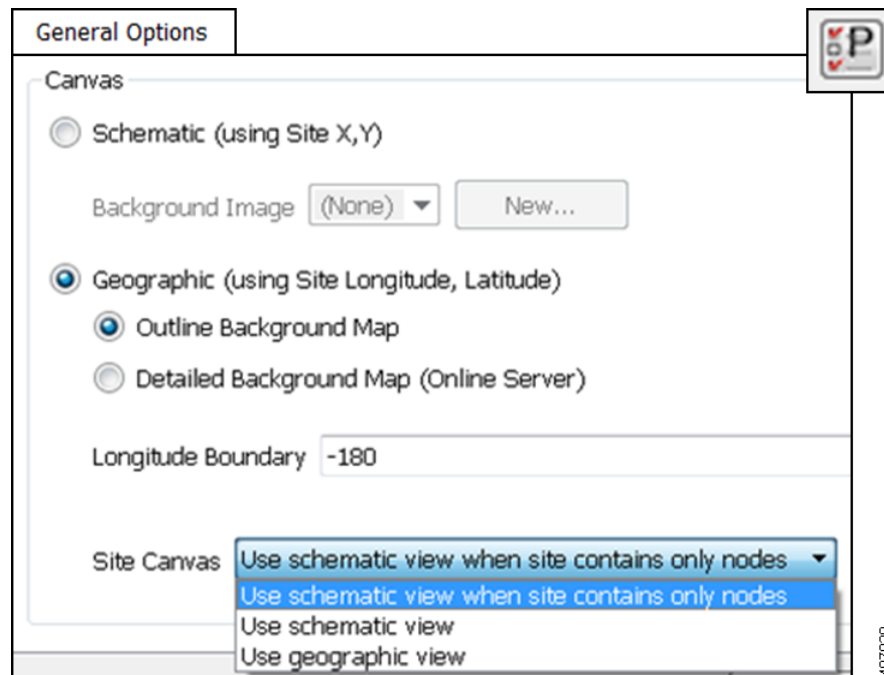 General Options
P
Canvas
Schematic (using Site X,Y)
Background Image (None) New...
Geographic (using Site Longitude, Latitude)
Outline Background Map
Detailed Background Map (Online Server)
Longitude Boundary -180
Site Canvas Use schematic view when site contains only nodes
Use schematic view when site contains only nodes
Use schematic view
Use geographic view